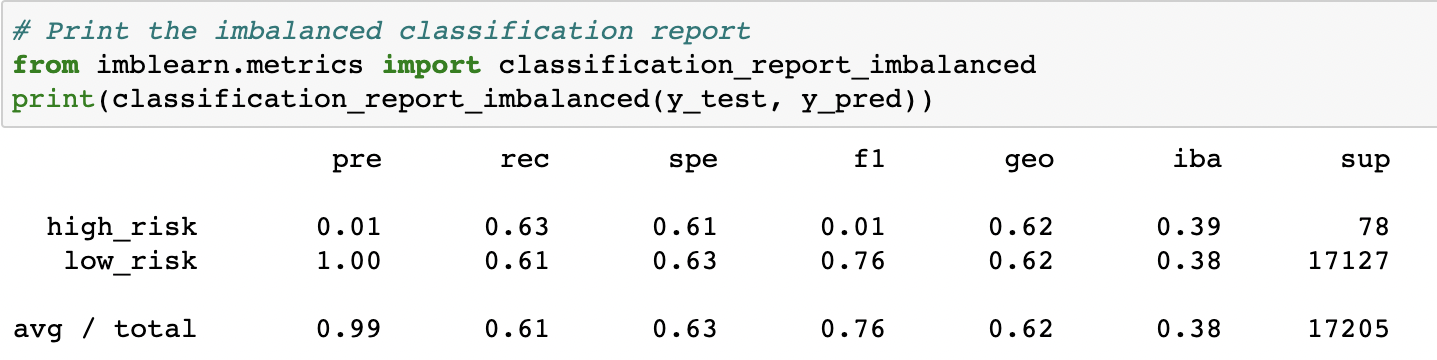 # Print the imbalanced classification report
from imblearn.metrics import classification_report_imbalanced
print(classification_report_imbalanced(y_test, y_pred))
pre rec spe f1 geo iba sup
high_risk 0.01 0.63 0.61 0.01 0.62 0.39 78
low_risk 1.00 0.61 0.63 0.76 0.62 0.38 17127
avg / total 0.99 0.61 0.63 0.76 0.62 0.38 17205